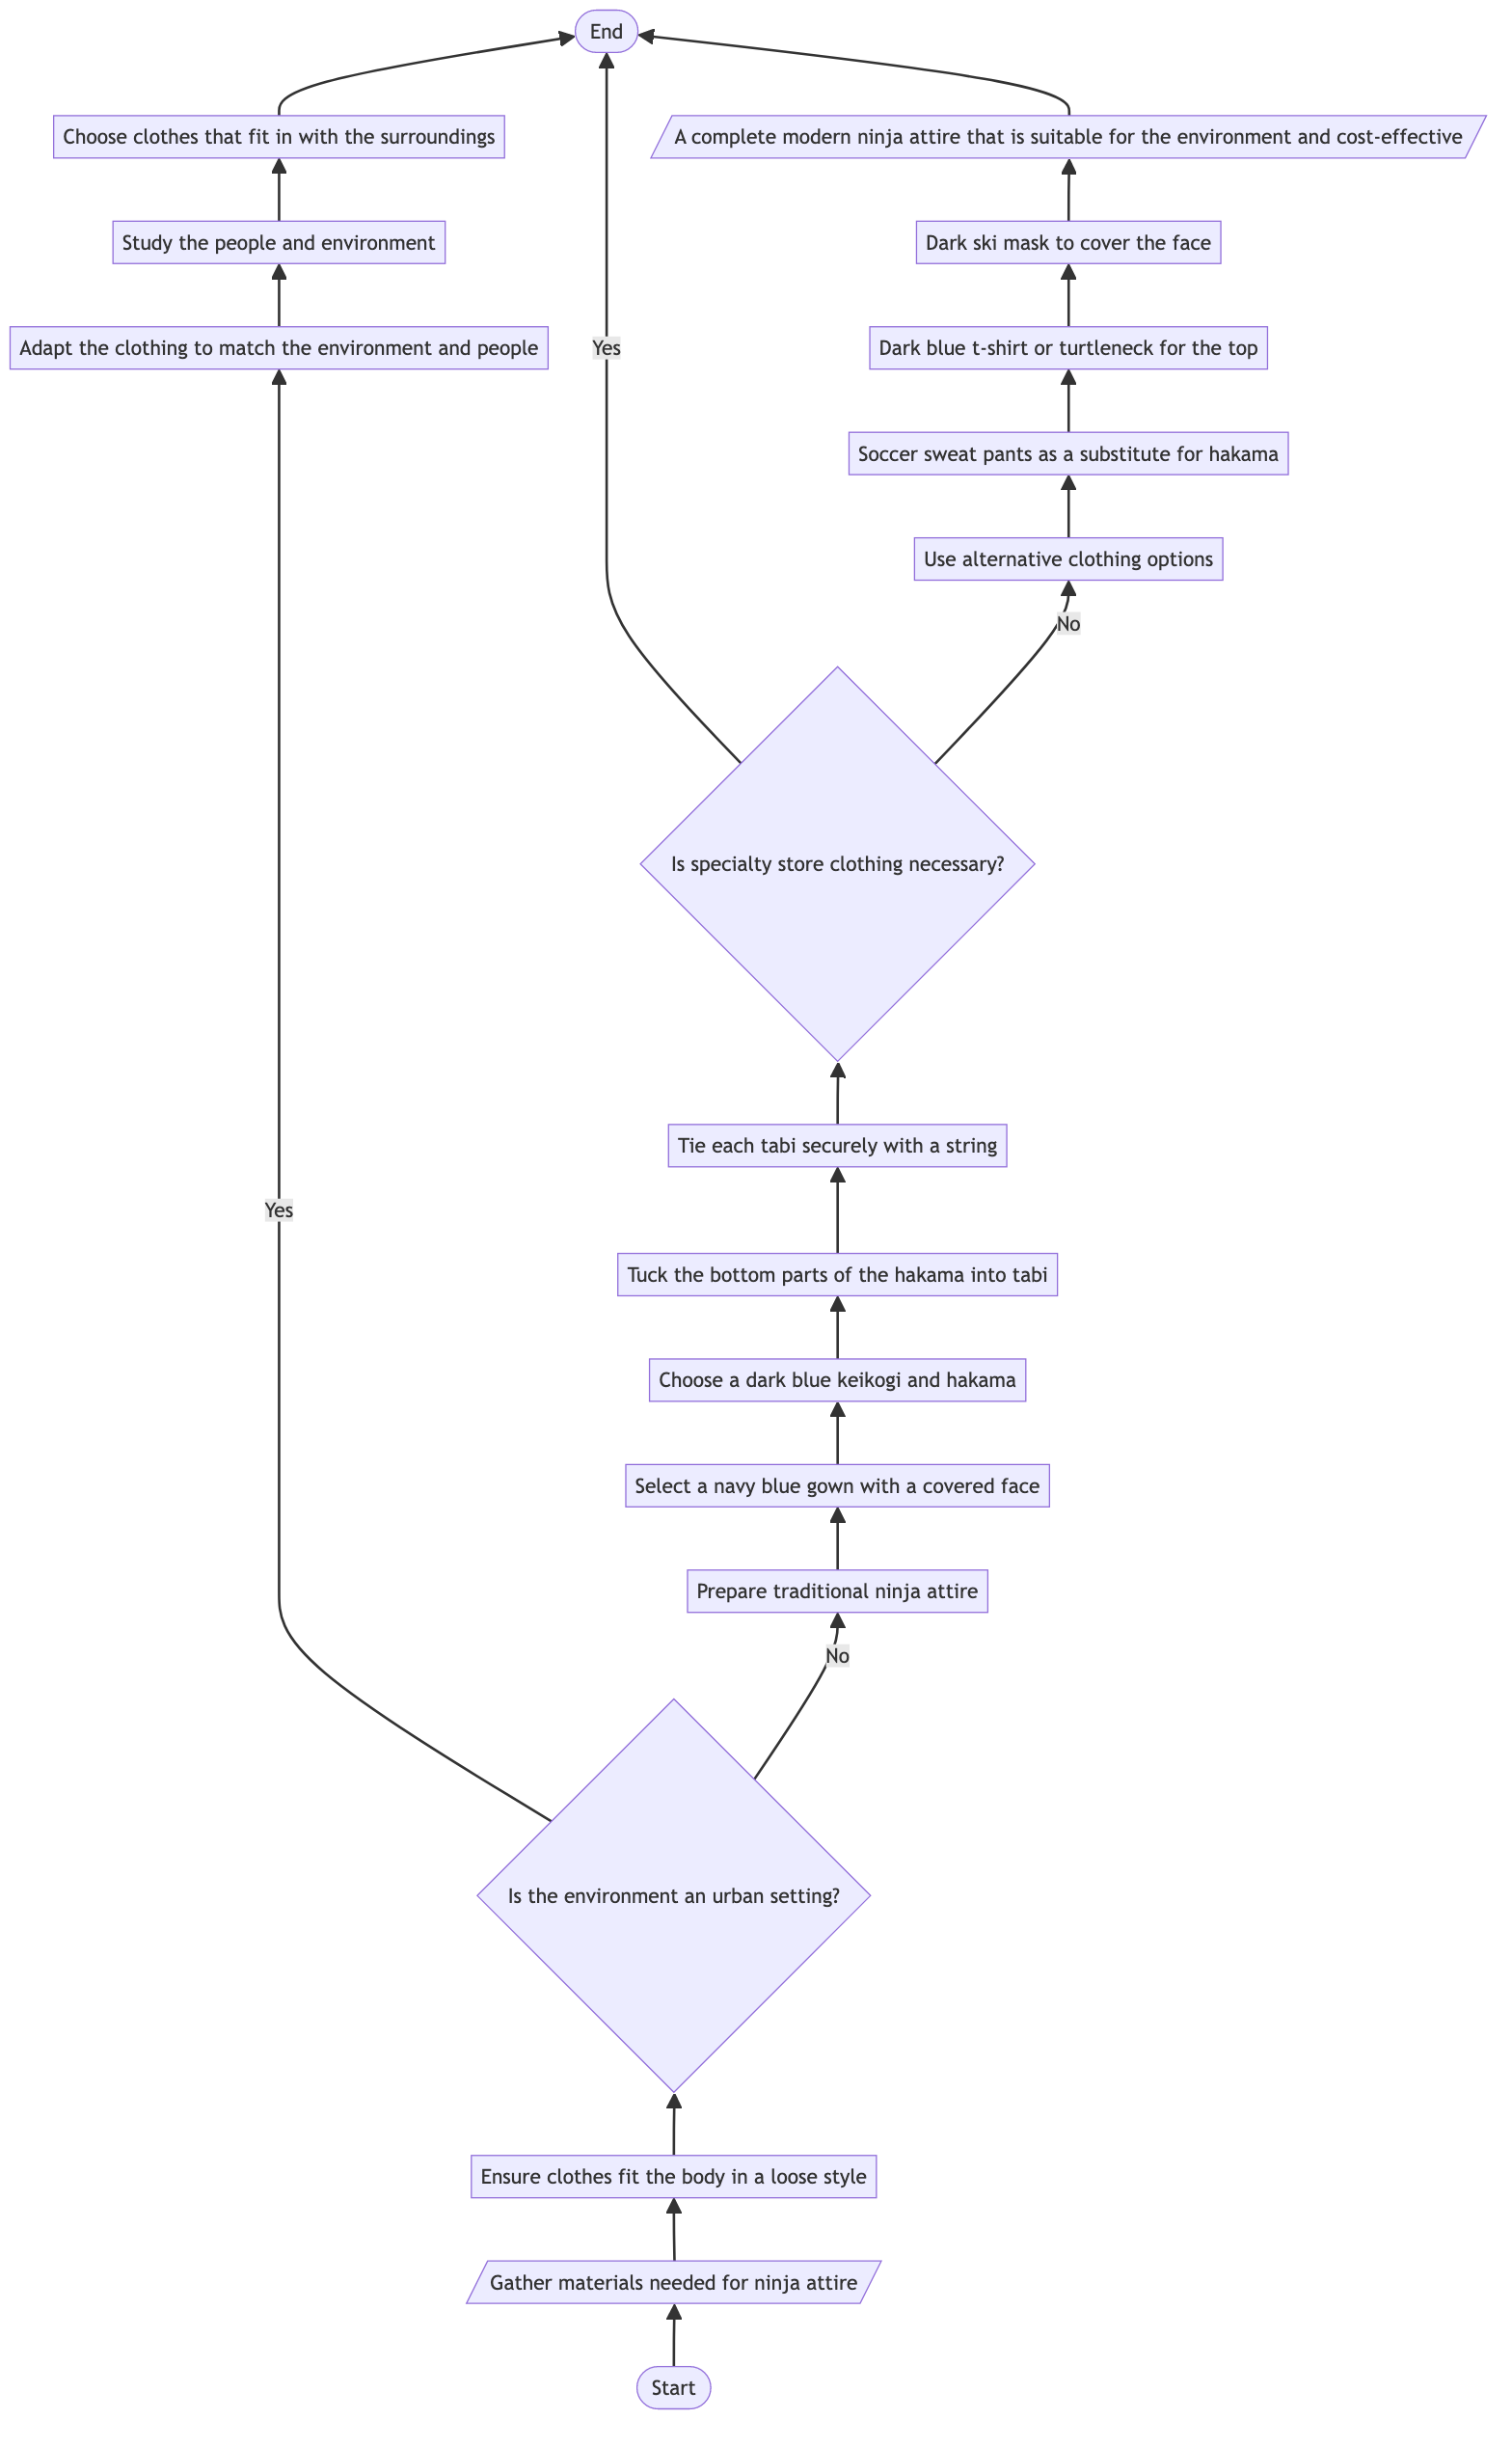 End
Choose clothes that fit in with the surroundings
A complete modern ninja attire that is suitable for the environment and cost-effective
Study the people and environment
Dark ski mask to cover the face
Adapt the clothing to match the environment and people
Yes
Dark blue t-shirt or turtleneck for the top
Soccer sweat pants as a substitute for hakama
Use alternative clothing options
No
Is specialty store clothing necessary?
Tie each tabi securely with a string
Yes
Tuck the bottom parts of the hakama into tabi
Choose a dark blue keikogi and hakama
Select a navy blue gown with a covered face
Prepare traditional ninja attire
No
Is the environment an urban setting?
Ensure clothes fit the body in a loose style
Gather materials needed for ninja attire
Start